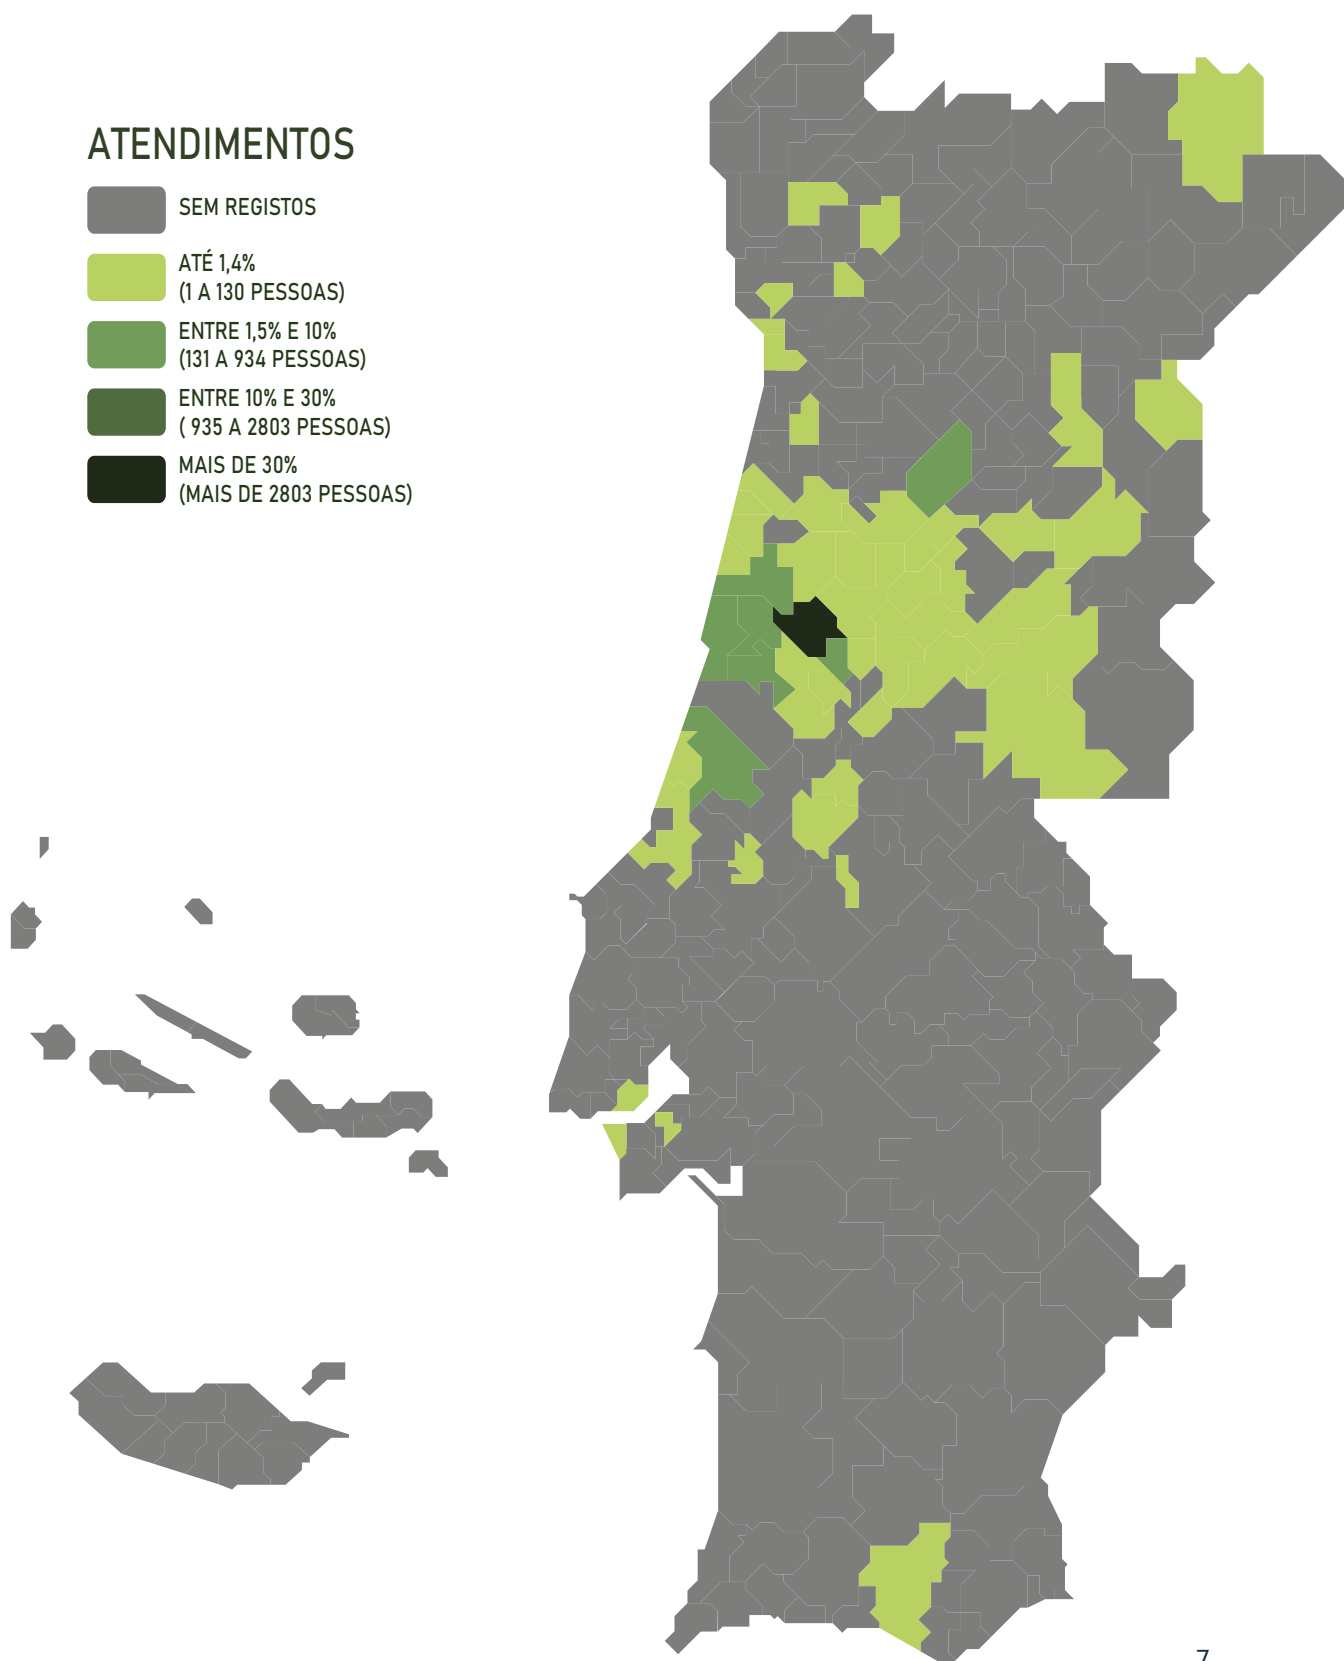 ATENDIMENTOS
SEM REGISTOS
ATÉ 1,4%
(1 A 130 PESSOAS)
ENTRE 1,5% E 10%
(131 A 934 PESSOAS)
ENTRE 10% E 30%
( 935 A 2803 PESSOAS)
MAIS DE 30%
(MAIS DE 2803 PESSOAS)
7